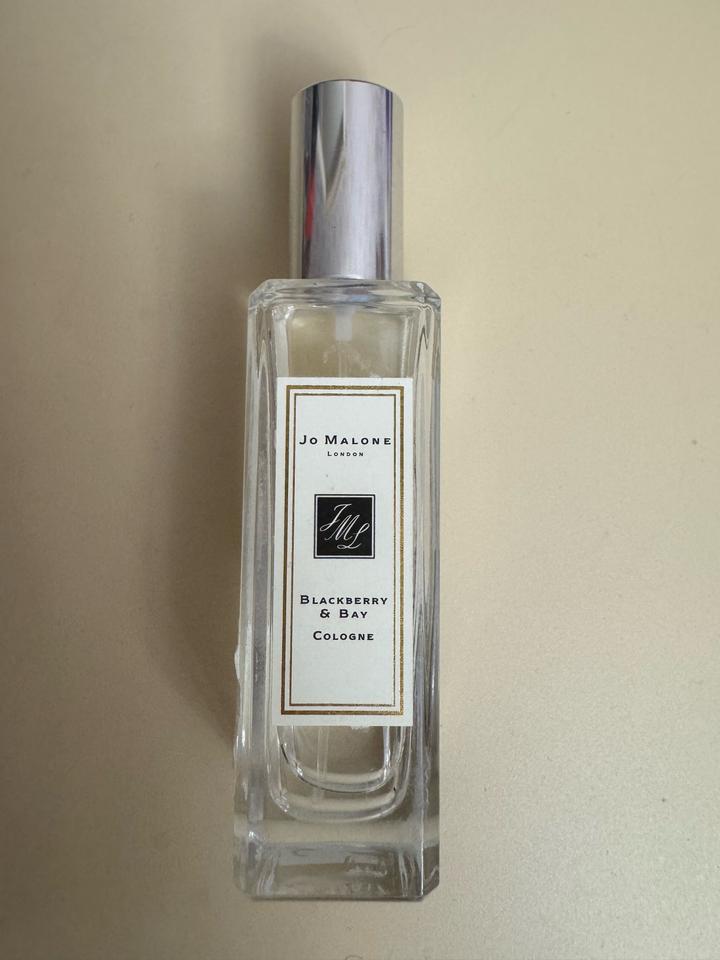 Jo Malone
London
JML
Blackberry
& Bay
Cologne